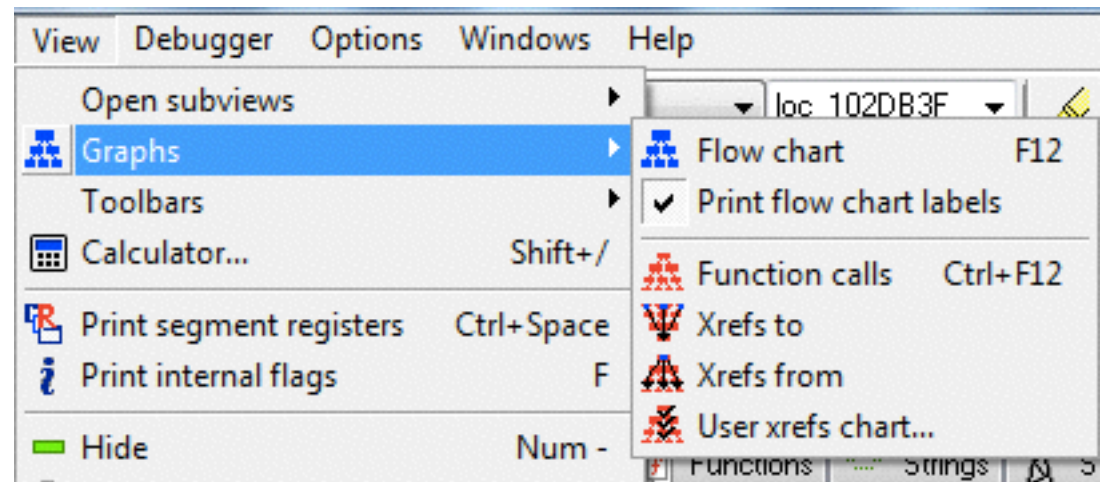 View Debugger Options Windows Help
Open subviews
loc_102DB3F
Graphs
Flow chart F12
Toolbars
Print flow chart labels
Calculator... Shift+/
Function calls Ctrl+F12
Print segment registers Ctrl+Space
Xrefs to
Print internal flags F
Xrefs from
User xrefs chart...
Hide Num -
Functions Strings S